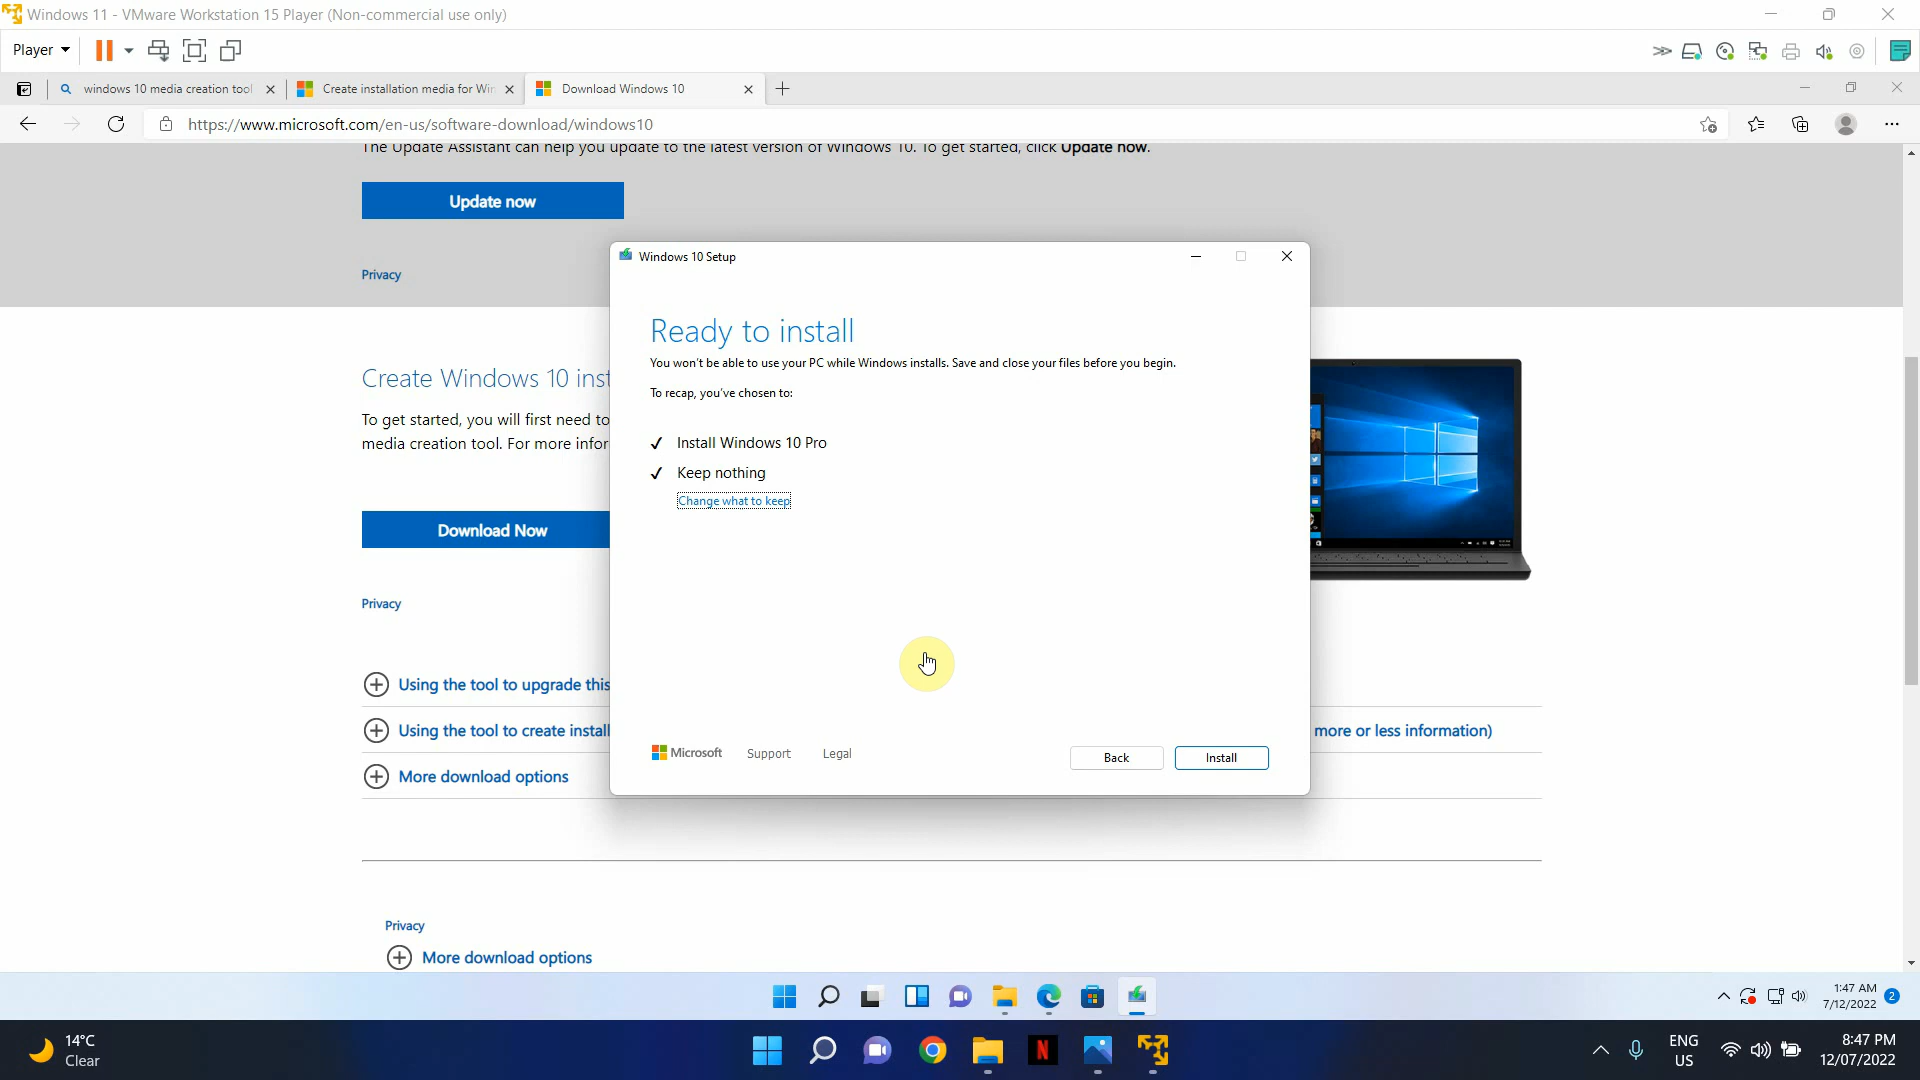 Windows 11 - VMware Workstation 15 Player (Non-commercial use only)
Player
windows 10 media creation tool
Create installation media for Win
Download Windows 10
https://www.microsoft.com/en-us/software-download/windows10
The Update Assistant can help you update to the latest version of Windows 10. To get started, click Update now.
Update now
Privacy
Create Windows 10 inst
To get started, you will first need to
media creation tool. For more infor
Download Now
Privacy
Using the tool to upgrade this
Using the tool to create install
more or less information)
More download options
Privacy
More download options
Windows 10 Setup
Ready to install
You won't be able to use your PC while Windows installs. Save and close your files before you begin.
To recap, you've chosen to:
Install Windows 10 Pro
Keep nothing
Change what to keep
Microsoft
Support
Legal
Back
Install
1:47 AM
7/12/2022
2
14°C
Clear
N
ENG
US
8:47 PM
12/07/2022